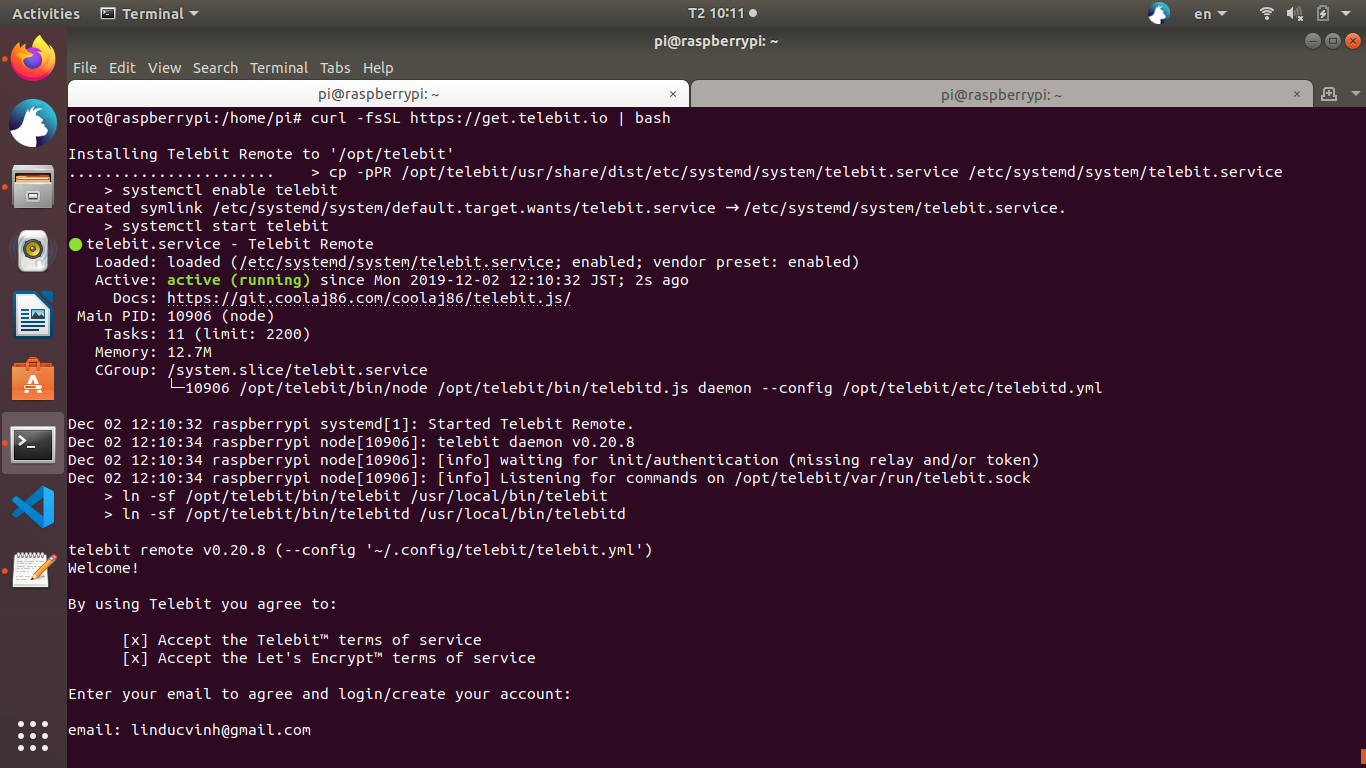 Activities Terminal T2 10:11 en
pi@raspberrypi: ~
File Edit View Search Terminal Tabs Help
pi@raspberrypi: ~ × pi@raspberrypi: ~ ×
root@raspberrypi:/home/pi# curl -fsSL https://get.telebit.io | bash
Installing Telebit Remote to '/opt/telebit'
....................... > cp -pPR /opt/telebit/usr/share/dist/etc/systemd/system/telebit.service /etc/systemd/system/telebit.service
> systemctl enable telebit
Created symlink /etc/systemd/system/default.target.wants/telebit.service → /etc/systemd/system/telebit.service.
> systemctl start telebit
● telebit.service - Telebit Remote
Loaded: loaded (/etc/systemd/system/telebit.service; enabled; vendor preset: enabled)
Active: active (running) since Mon 2019-12-02 12:10:32 JST; 2s ago
Docs: https://git.coolaj86.com/coolaj86/telebit.js/
Main PID: 10906 (node)
Tasks: 11 (limit: 2200)
Memory: 12.7M
CGroup: /system.slice/telebit.service
└─10906 /opt/telebit/bin/node /opt/telebit/bin/telebitd.js daemon --config /opt/telebit/etc/telebitd.yml
Dec 02 12:10:32 raspberrypi systemd[1]: Started Telebit Remote.
Dec 02 12:10:34 raspberrypi node[10906]: telebit daemon v0.20.8
Dec 02 12:10:34 raspberrypi node[10906]: [info] waiting for init/authentication (missing relay and/or token)
Dec 02 12:10:34 raspberrypi node[10906]: [info] Listening for commands on /opt/telebit/var/run/telebit.sock
> ln -sf /opt/telebit/bin/telebit /usr/local/bin/telebit
> ln -sf /opt/telebit/bin/telebitd /usr/local/bin/telebitd
telebit remote v0.20.8 (--config '~/.config/telebit/telebit.yml')
Welcome!
By using Telebit you agree to:
[x] Accept the Telebit™ terms of service
[x] Accept the Let's Encrypt™ terms of service
Enter your email to agree and login/create your account:
email: linducvinh@gmail.com